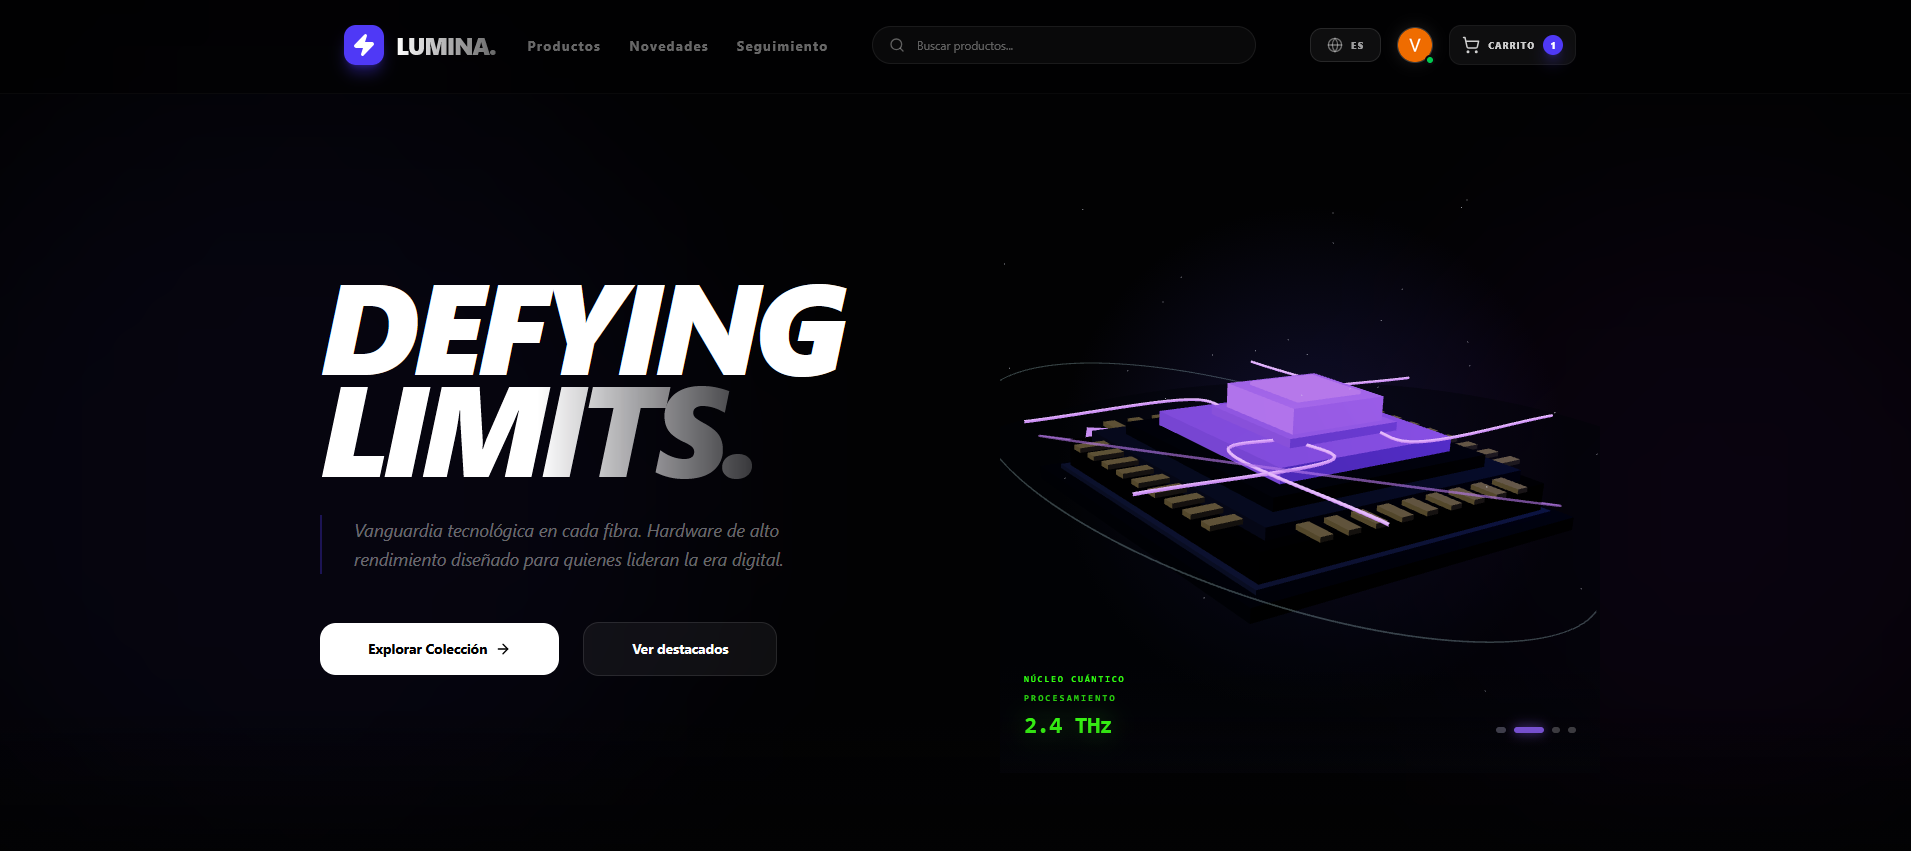 LUMINA.
Productos
Novedades
Seguimiento
Buscar productos...
ES
V
CARRITO
1
DEFYING
LIMITS.
Vanguardia tecnológica en cada fibra. Hardware de alto
rendimiento diseñado para quienes lideran la era digital.
Explorar Colección →
Ver destacados
NÚCLEO CUÁNTICO
PROCESAMIENTO
2.4 THz